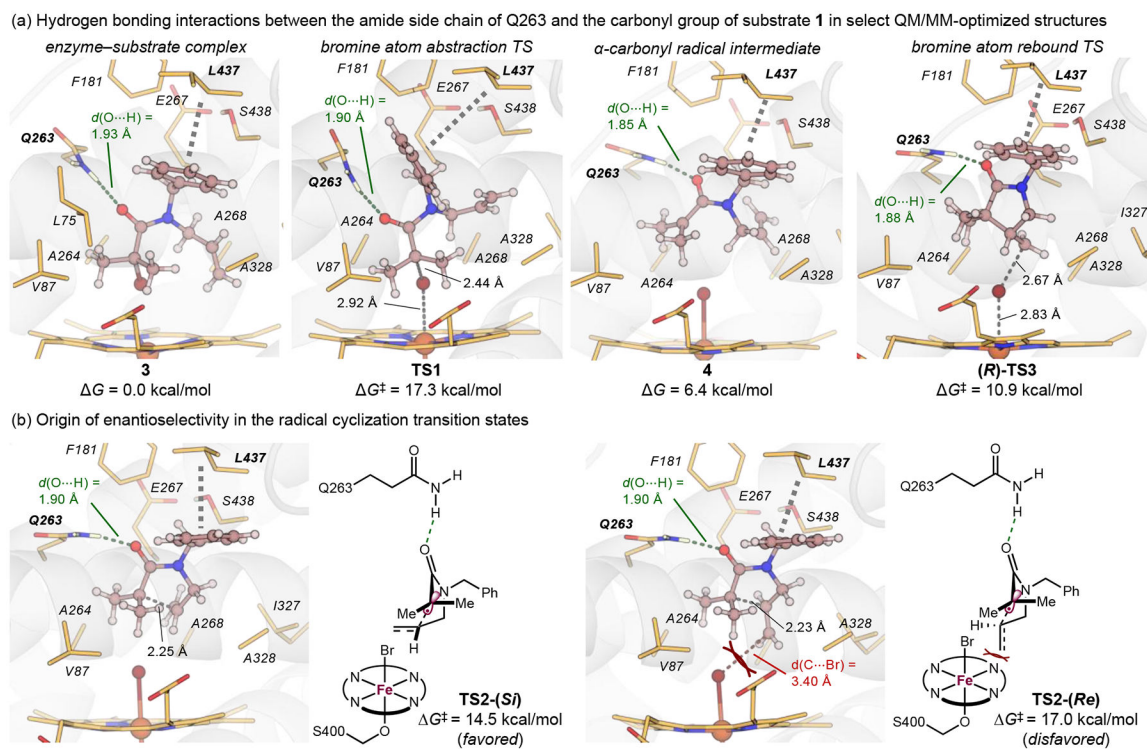 (a) Hydrogen bonding interactions between the amide side chain of Q263 and the carbonyl group of substrate 1 in select QM/MM-optimized structures
enzyme–substrate complex
F181
L437
E267
S438
d(O···H) =
1.93 Å
Q263
L75
A264
V87
A268
A328
3
ΔG = 0.0 kcal/mol
bromine atom abstraction TS
F181
L437
E267
S438
d(O···H) =
1.90 Å
Q263
A264
V87
A268
A328
2.44 Å
2.92 Å
TS1
ΔG‡ = 17.3 kcal/mol
α-carbonyl radical intermediate
F181
L437
E267
S438
d(O···H) =
1.85 Å
Q263
V87
A264
A268
A328
4
ΔG = 6.4 kcal/mol
bromine atom rebound TS
F181
L437
E267
S438
Q263
d(O···H) =
1.88 Å
I327
A264
A268
V87
A328
2.67 Å
2.83 Å
(R)-TS3
ΔG‡ = 10.9 kcal/mol
(b) Origin of enantioselectivity in the radical cyclization transition states
F181
L437
d(O···H) =
1.90 Å
E267
S438
Q263
A264
A268
I327
V87
2.25 Å
A328
O
Q263
N
H
H
O
N
Ph
Me
Me
H
Br
N
N
Fe
N
N
O
S400
TS2-(Si)
ΔG‡ = 14.5 kcal/mol
(favored)
F181
L437
d(O···H) =
1.90 Å
E267
S438
Q263
A264
2.23 Å
A328
V87
d(C···Br) =
3.40 Å
O
Q263
N
H
H
O
N
Ph
Me
Me
H
Br
N
N
Fe
N
N
O
S400
TS2-(Re)
ΔG‡ = 17.0 kcal/mol
(disfavored)